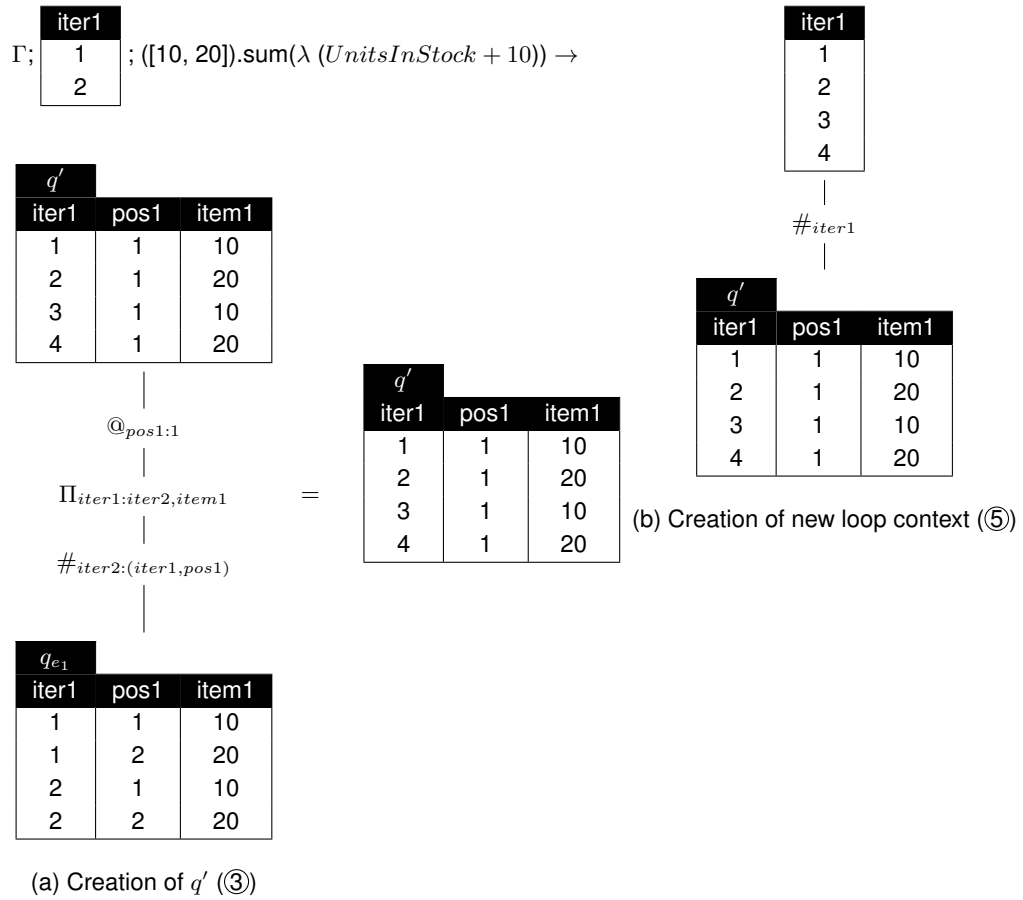 iter1
1
2
Γ; ; ([10, 20]).sum(λ (UnitsInStock + 10)) →
iter1
1
2
3
4
#iter1
q′
iter1 pos1 item1
1 1 10
2 1 20
3 1 10
4 1 20
(b) Creation of new loop context (⑤)
q′
iter1 pos1 item1
1 1 10
2 1 20
3 1 10
4 1 20
@pos1:1
Πiter1:iter2,item1
#iter2:(iter1,pos1)
qe1
iter1 pos1 item1
1 1 10
1 2 20
2 1 10
2 2 20
=
q′
iter1 pos1 item1
1 1 10
2 1 20
3 1 10
4 1 20
(a) Creation of q′ (③)